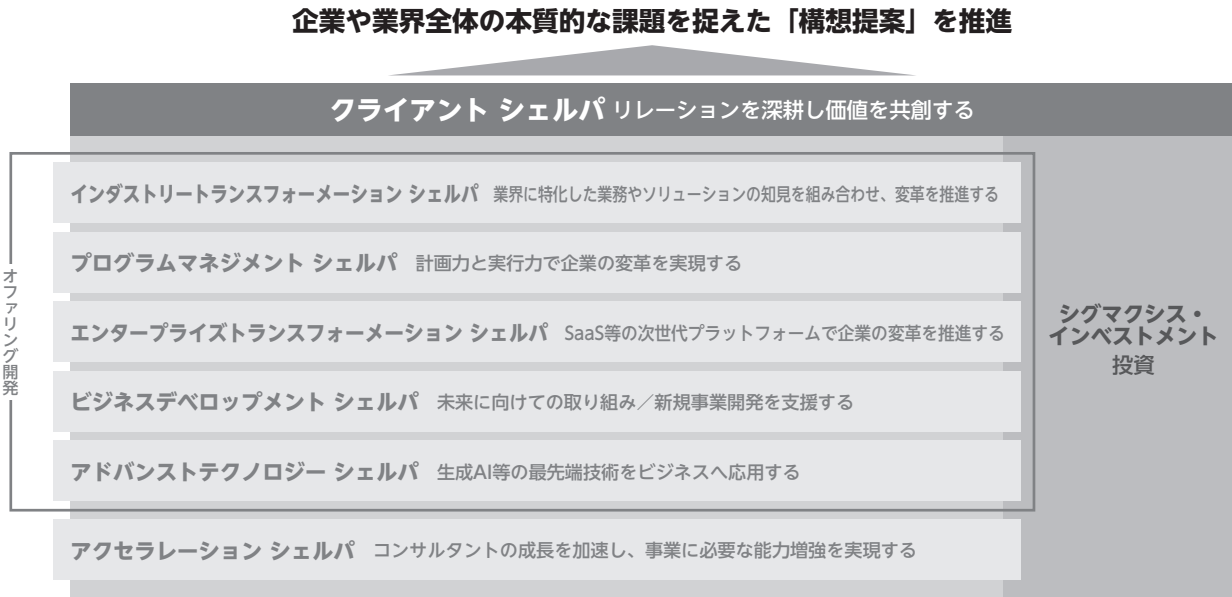 企業や業界全体の本質的な課題を捉えた「構想提案」を推進
クライアント シェルパ リレーションを深耕し価値を共創する
オファリング開発
インダストリートランスフォーメーション シェルパ 業界に特化した業務やソリューションの知見を組み合わせ、変革を推進する
プログラムマネジメント シェルパ 計画力と実行力で企業の変革を実現する
エンタープライズトランスフォーメーション シェルパ SaaS等の次世代プラットフォームで企業の変革を推進する
ビジネスデベロップメント シェルパ 未来に向けての取り組み／新規事業開発を支援する
アドバンストテクノロジー シェルパ 生成AI等の最先端技術をビジネスへ応用する
アクセラレーション シェルパ コンサルタントの成長を加速し、事業に必要な能力増強を実現する
シグマクシス・
インベストメント
投資